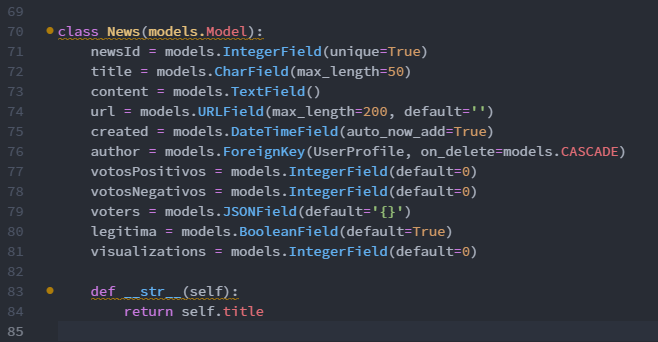 69
70 class News(models.Model):
71     newsId = models.IntegerField(unique=True)
72     title = models.CharField(max_length=50)
73     content = models.TextField()
74     url = models.URLField(max_length=200, default='')
75     created = models.DateTimeField(auto_now_add=True)
76     author = models.ForeignKey(UserProfile, on_delete=models.CASCADE)
77     votosPositivos = models.IntegerField(default=0)
78     votosNegativos = models.IntegerField(default=0)
79     voters = models.JSONField(default='{}')
80     legitima = models.BooleanField(default=True)
81     visualizations = models.IntegerField(default=0)
82
83     def __str__(self):
84         return self.title
85